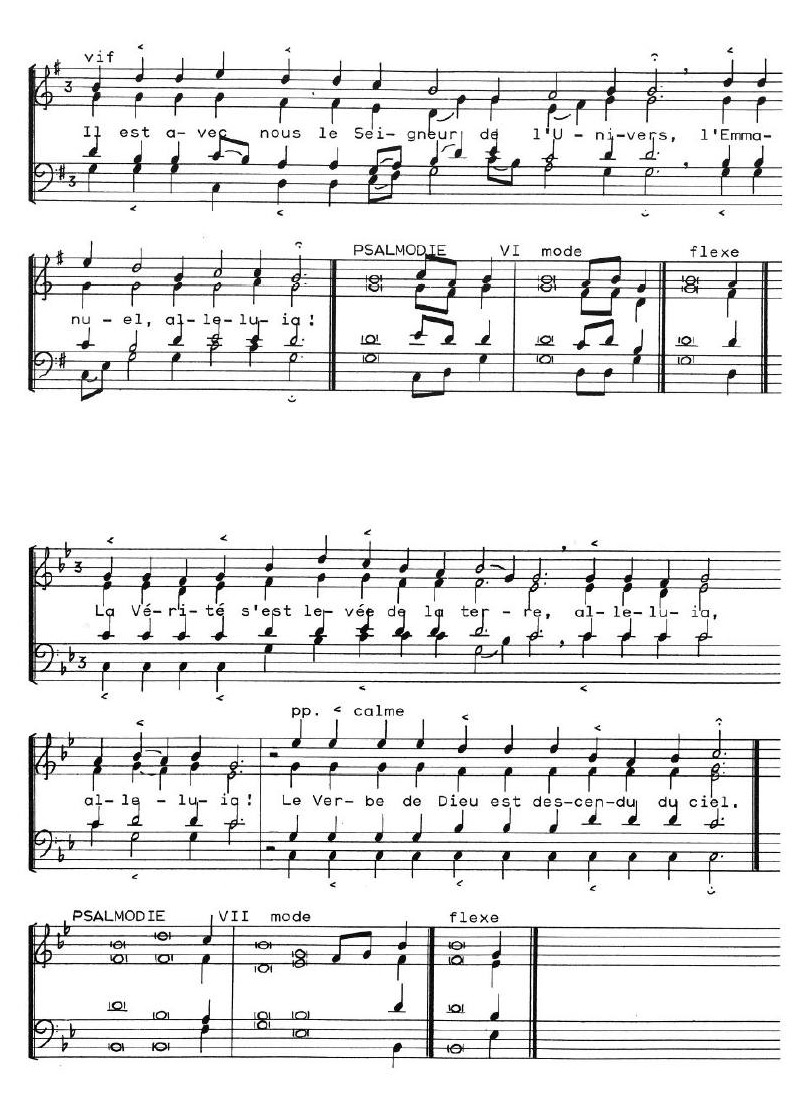 vif
Il est a-vec nous le Sei-gneur de l'U-ni-vers, l'Emma-
PSALMODIE VI mode flexe
nu-el, al-le-lu-ia!
La Vé-ri-té s'est le-vée de la ter-re, al-le-lu-ia,
pp. < calme
al-le-lu-ia! Le Ver-be de Dieu est des-cen-du du ciel.
PSALMODIE VII mode flexe